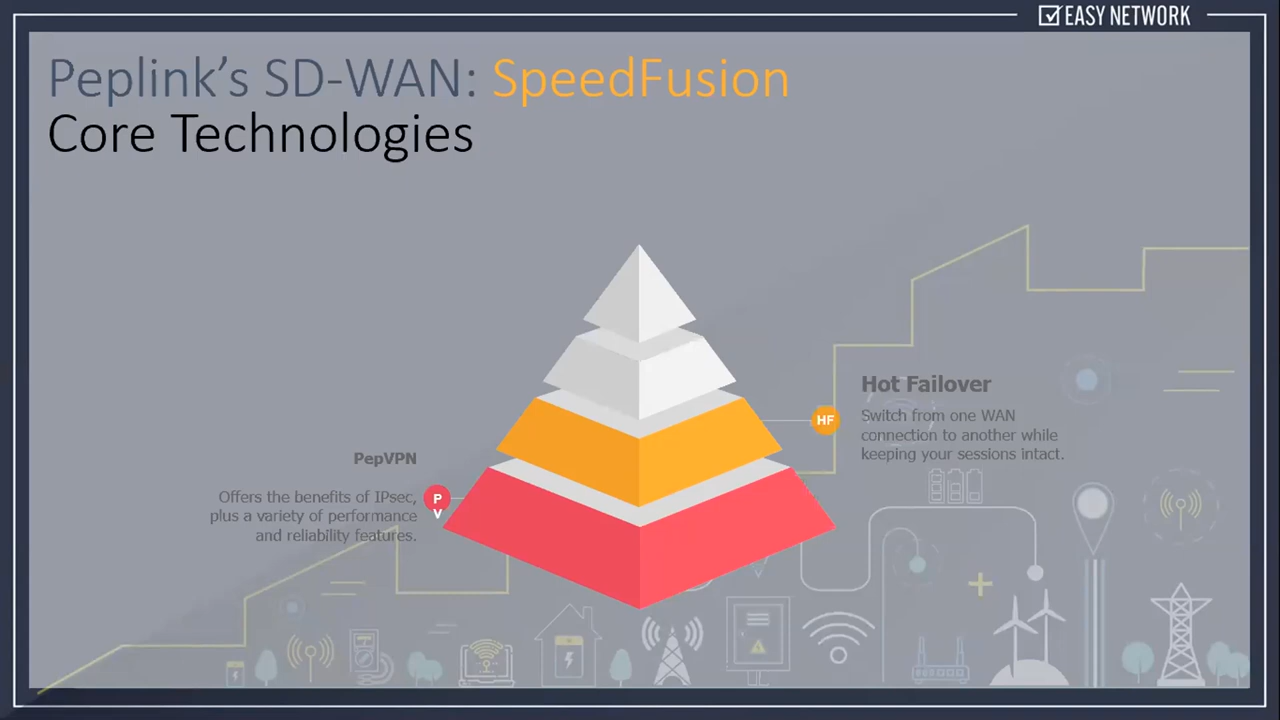 EASY NETWORK
Peplink’s SD-WAN: SpeedFusion
Core Technologies
Hot Failover
HF
Switch from one WAN
connection to another while
keeping your sessions intact.
PepVPN
Offers the benefits of IPsec,
plus a variety of performance
and reliability features.
P
V